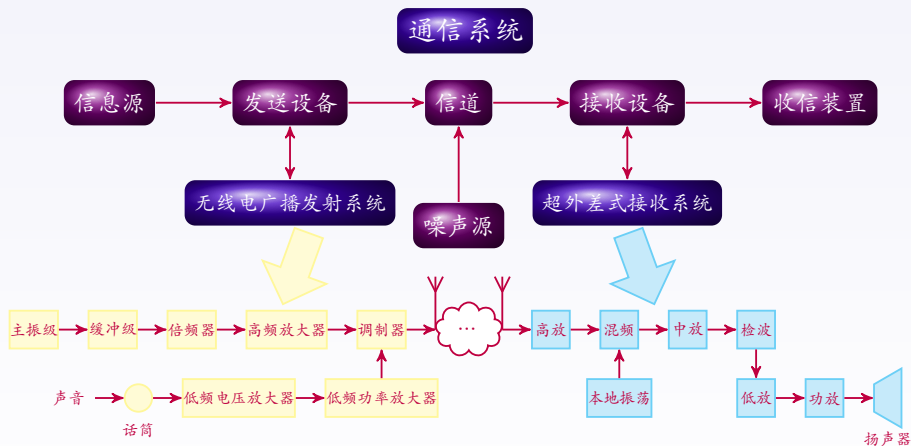 通信系统
信息源
发送设备
信道
接收设备
收信装置
无线电广播发射系统
噪声源
超外差式接收系统
主振级
缓冲级
倍频器
高频放大器
调制器
...
高放
混频
中放
检波
声音
话筒
低频电压放大器
低频功率放大器
本地振荡
低放
功放
扬声器